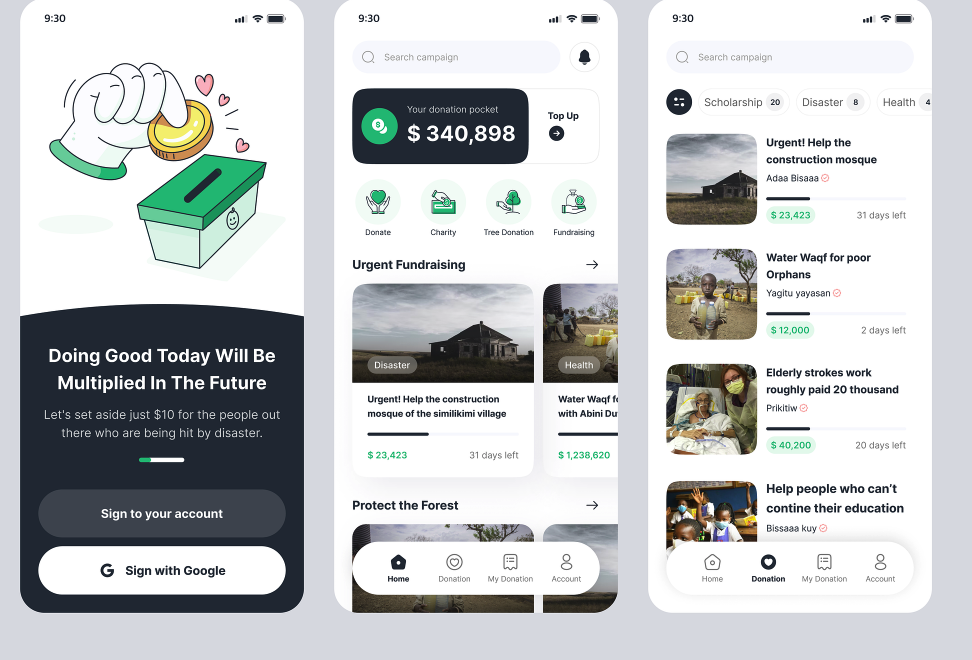 9:30
Doing Good Today Will Be
Multiplied In The Future
Let's set aside just $10 for the people out
there who are being hit by disaster.
Sign to your account
G Sign with Google
9:30
Search campaign
Your donation pocket
$ 340,898
Top Up
Donate
Charity
Tree Donation
Fundraising
Urgent Fundraising
Disaster
Urgent! Help the construction
mosque of the similikimi village
$ 23,423
31 days left
Health
Water Waqf f
with Abini Du
$ 1,238,620
Protect the Forest
Home
Donation
My Donation
Account
9:30
Search campaign
Scholarship 20
Disaster 8
Health 4
Urgent! Help the
construction mosque
Adaa Bisaaa
$ 23,423
31 days left
Water Waqf for poor
Orphans
Yagitu yayasan
$ 12,000
2 days left
Elderly strokes work
roughly paid 20 thousand
Prikitiw
$ 40,200
20 days left
Help people who can't
contine their education
Bissaaa kuy
Home
Donation
My Donation
Account